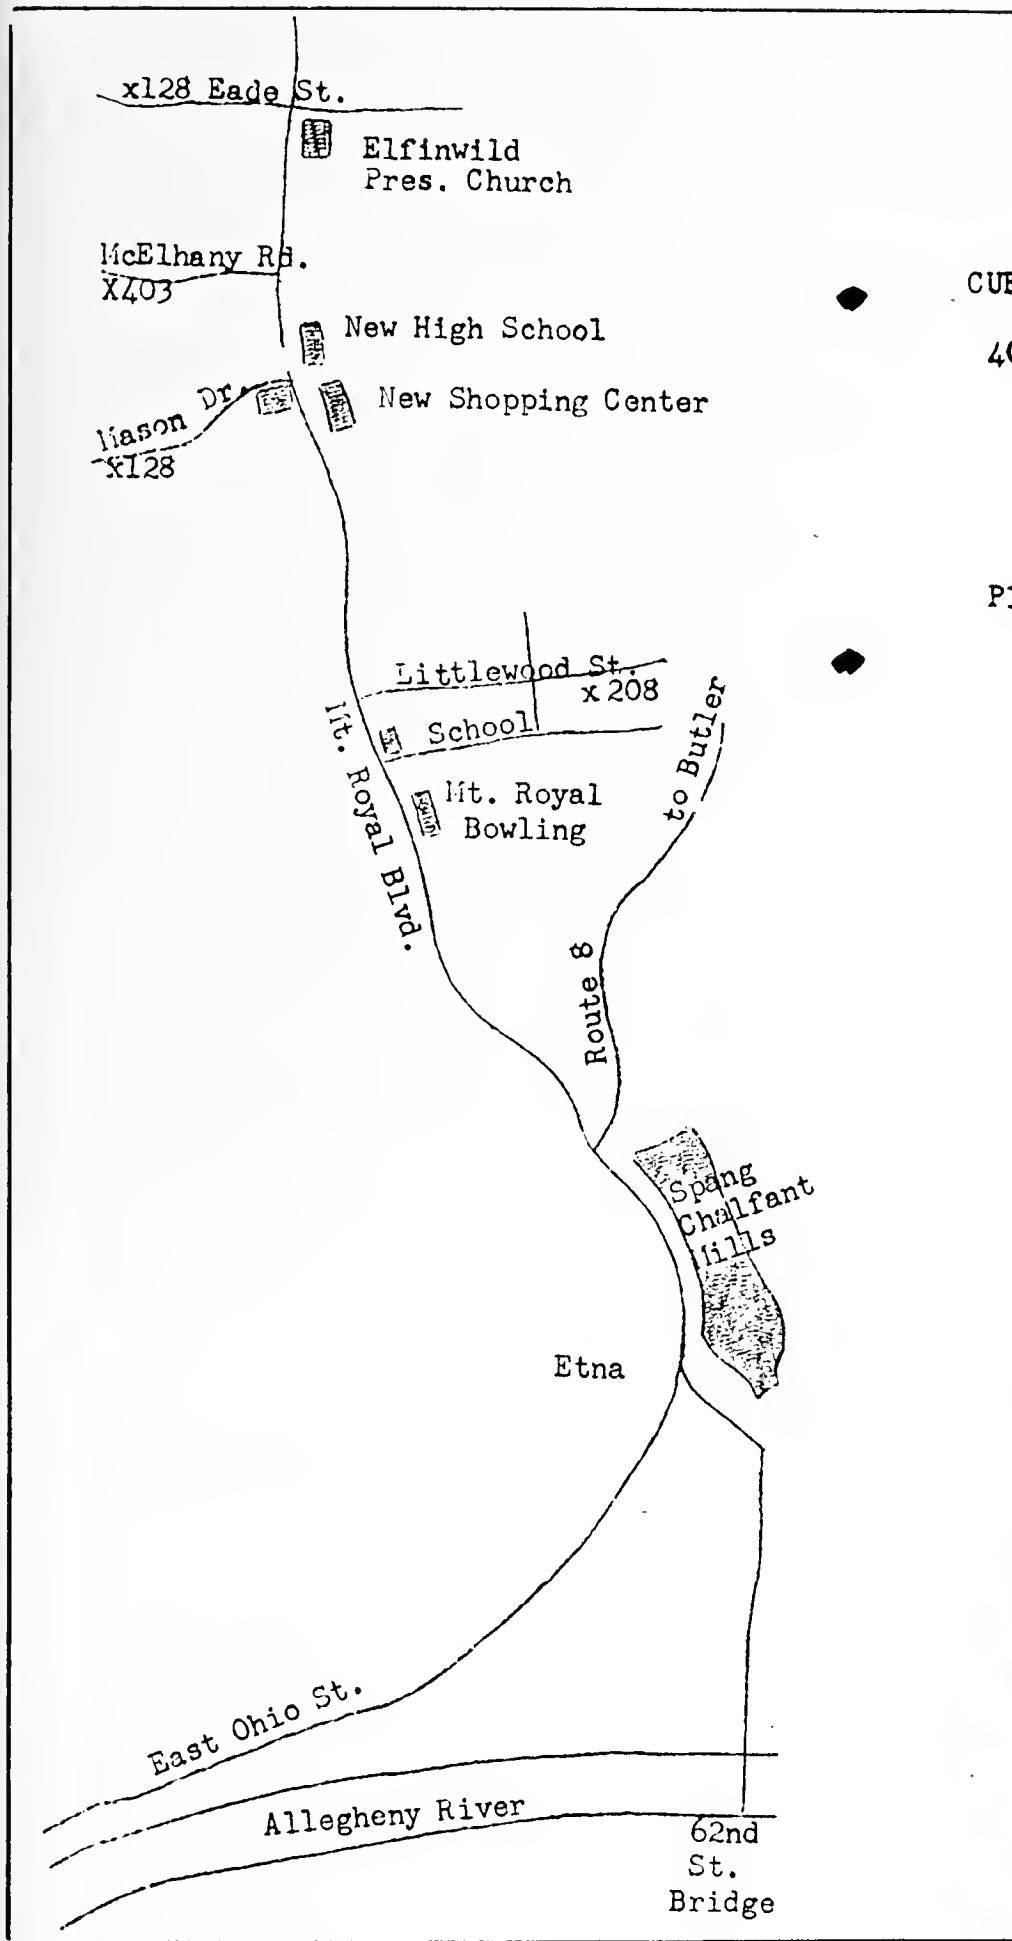 x128 Eade St.
Elfinwild
Pres. Church
McElhany Rd.
X403
New High School
Mason Dr.
x128
New Shopping Center
Littlewood St.
x 208
School
Mt. Royal Blvd.
Mt. Royal
Bowling
to Butler
Route 8
Spang
Chalfant
Mills
Etna
East Ohio St.
Allegheny River
62nd
St.
Bridge